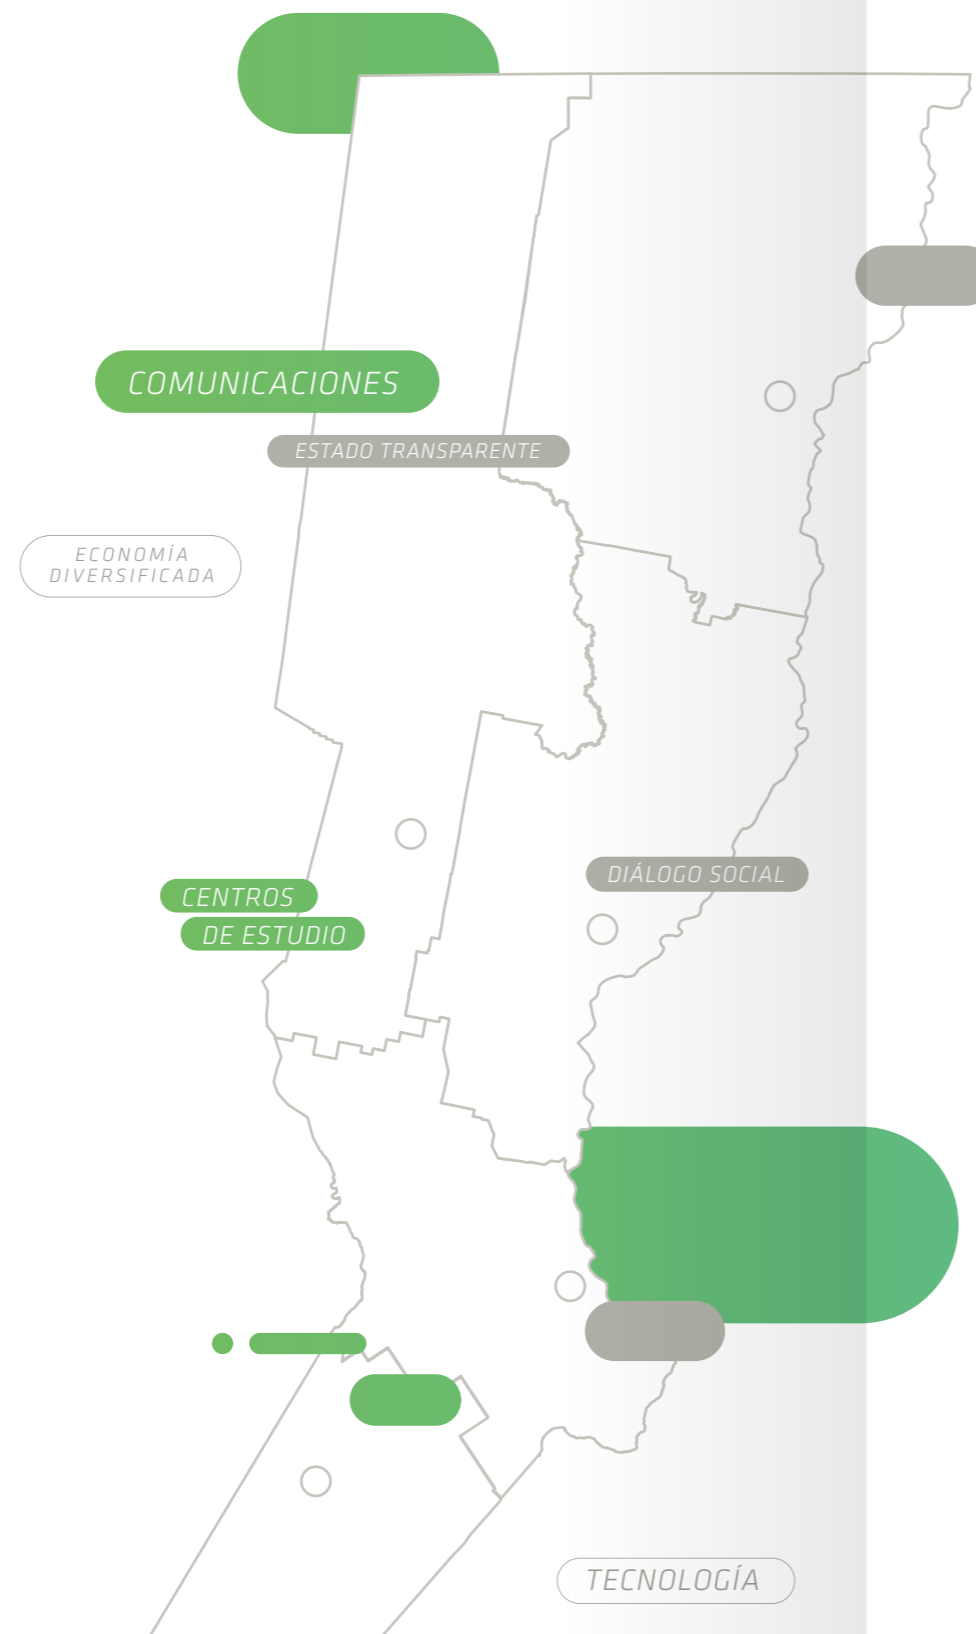 COMUNICACIONES
ESTADO TRANSPARENTE
ECONOMÍA
DIVERSIFICADA
DIÁLOGO SOCIAL
CENTROS
DE ESTUDIO
TECNOLOGÍA